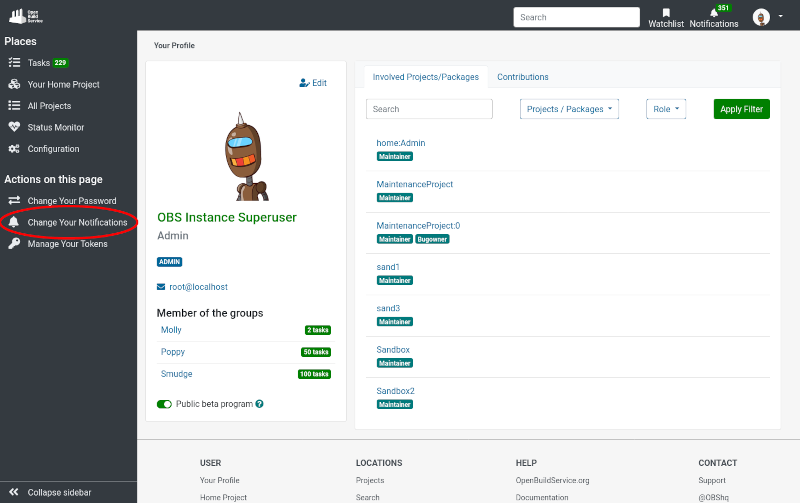 Open Build Service
Search
Watchlist
351
Notifications
Places
Tasks 229
Your Home Project
All Projects
Status Monitor
Configuration
Actions on this page
Change Your Password
Change Your Notifications
Manage Your Tokens
Collapse sidebar
Your Profile
Edit
OBS Instance Superuser
Admin
ADMIN
root@localhost
Member of the groups
Molly 2 tasks
Poppy 50 tasks
Smudge 100 tasks
Public beta program ?
Involved Projects/Packages Contributions
Search Projects / Packages Role Apply Filter
home:Admin
Maintainer
MaintenanceProject
Maintainer
MaintenanceProject:0
Maintainer Bugowner
sand1
Maintainer
sand3
Maintainer
Sandbox
Maintainer
Sandbox2
Maintainer
USER LOCATIONS HELP CONTACT
Your Profile Projects OpenBuildService.org Support
Home Project Search Documentation @OBShq